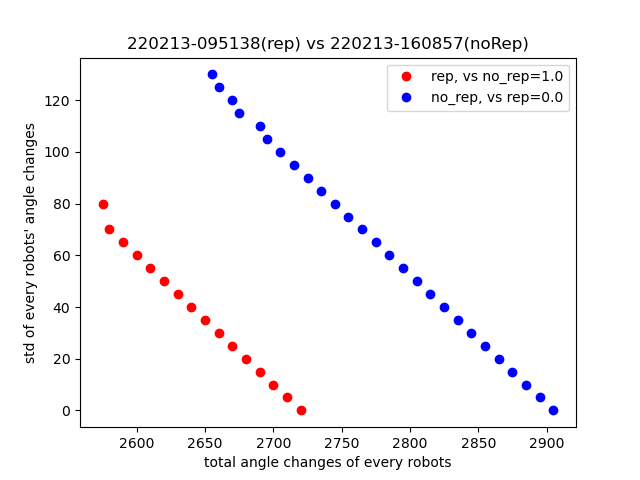 220213-095138(rep) vs 220213-160857(noRep)
rep, vs no_rep=1.0
no_rep, vs rep=0.0
std of every robots' angle changes
120
100
80
60
40
20
0
2600 2650 2700 2750 2800 2850 2900
total angle changes of every robots